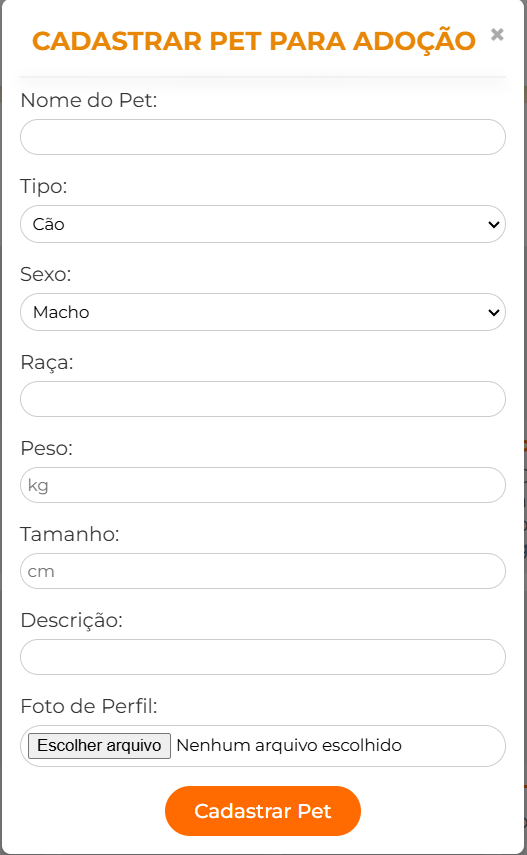 CADASTRAR PET PARA ADOÇÃO ×
Nome do Pet:
Tipo:
Cão
Sexo:
Macho
Raça:
Peso:
kg
Tamanho:
cm
Descrição:
Foto de Perfil:
Escolher arquivo Nenhum arquivo escolhido
Cadastrar Pet